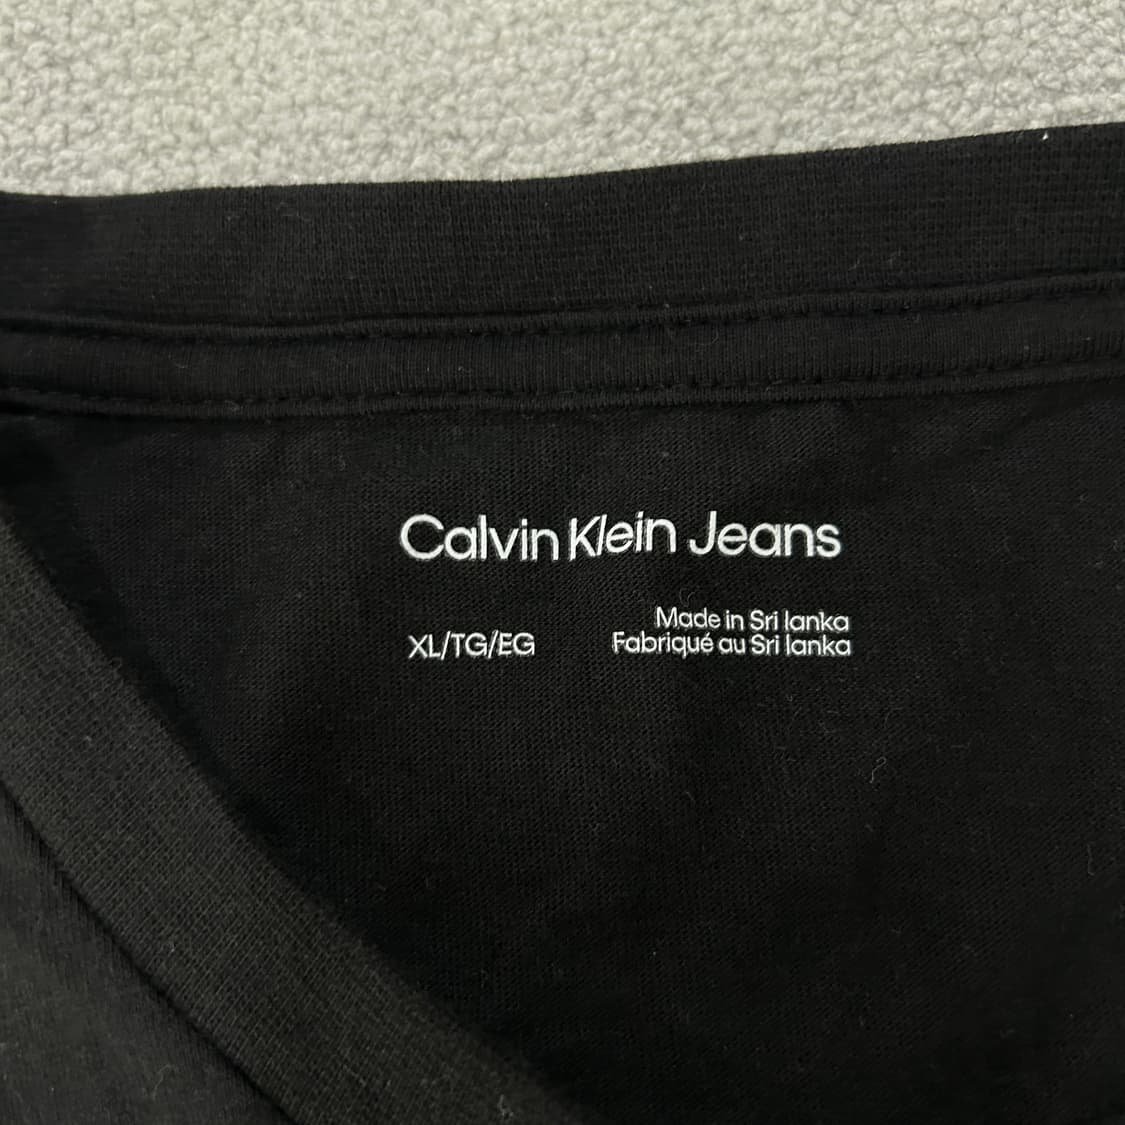 Calvin Klein Jeans
XL/TG/EG
Made in Sri lanka
Fabriqué au Sri lanka